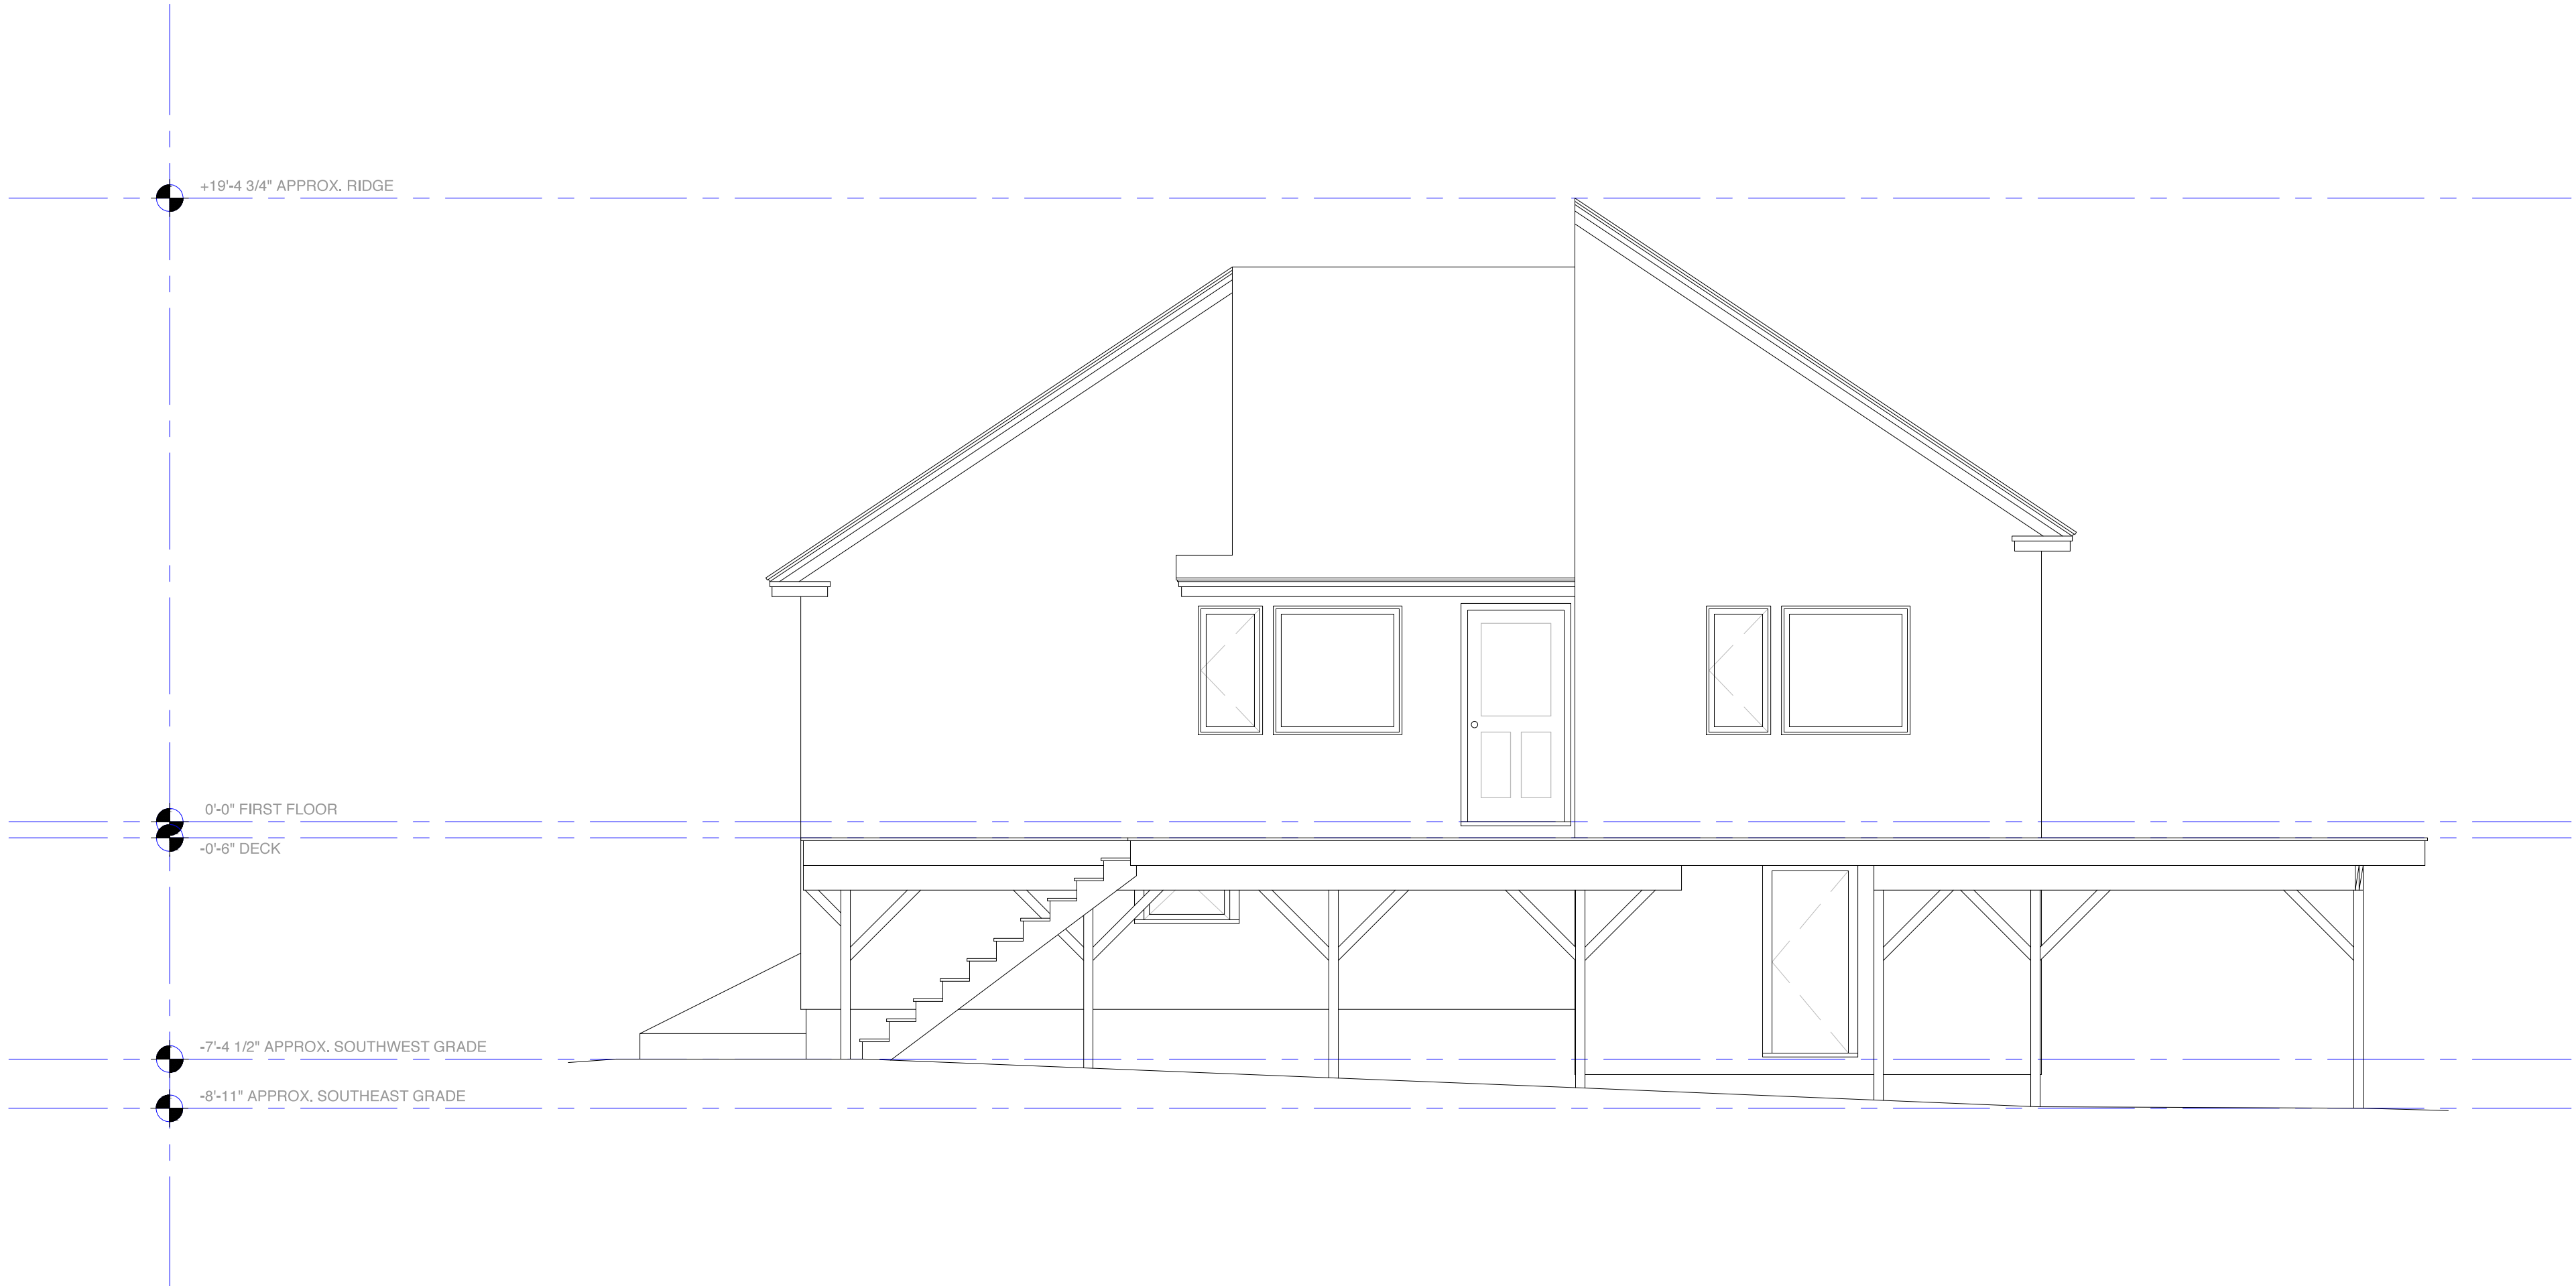 +19'-4 3/4" APPROX. RIDGE
0'-0" FIRST FLOOR
-0'-6" DECK
-7'-4 1/2" APPROX. SOUTHWEST GRADE
-8'-11" APPROX. SOUTHEAST GRADE